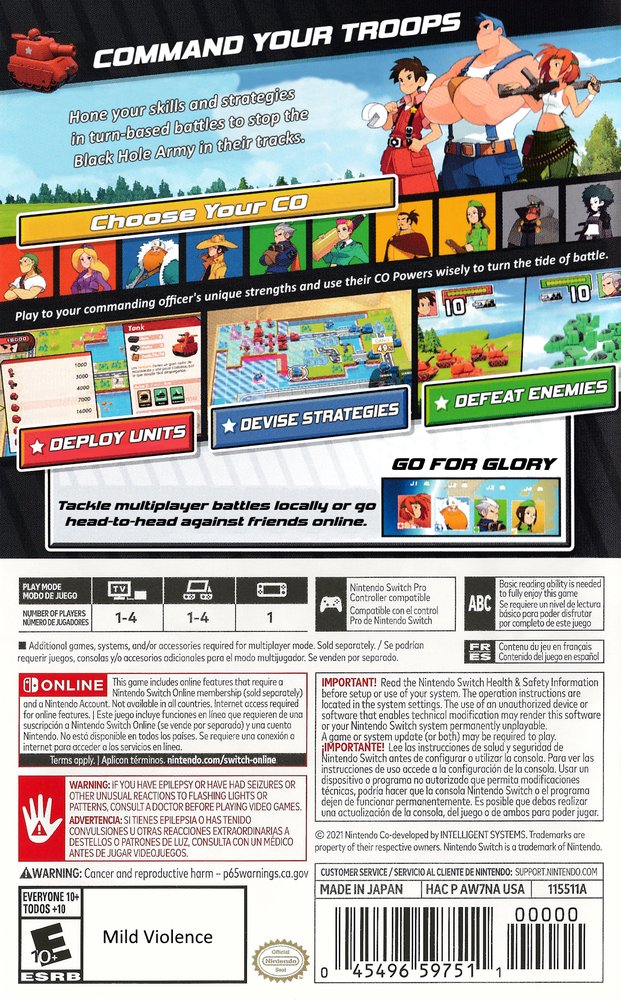 COMMAND YOUR TROOPS
Hone your skills and strategies
in turn-based battles to stop the
Black Hole Army in their tracks.
Choose Your CO
Play to your commanding officer's unique strengths and use their CO Powers wisely to turn the tide of battle.
Tank
1000
3000
4000
7000
16000
10
10
DEPLOY UNITS
DEVISE STRATEGIES
DEFEAT ENEMIES
GO FOR GLORY
Tackle multiplayer battles locally or go
head-to-head against friends online.
PLAY MODE
MODO DE JUEGO
TV
NUMBER OF PLAYERS
NÚMERO DE JUGADORES
1-4
1-4
1
Nintendo Switch Pro
Controller compatible
Compatible con el control
Pro de Nintendo Switch
ABC
Basic reading ability is needed
to fully enjoy this game
Se requiere un nivel de lectura
básico para poder disfrutar
por completo de este juego
Additional games, systems, and/or accessories required for multiplayer mode. Sold separately. / Se podrían
requerir juegos, consolas y/o accesorios adicionales para el modo multijugador. Se venden por separado.
FR
ES
Contenu du jeu en français
Contenido del juego en español
ONLINE
This game includes online features that require a
Nintendo Switch Online membership (sold separately)
and a Nintendo Account. Not available in all countries. Internet access required
for online features. | Este juego incluye funciones en línea que requieren de una
suscripción a Nintendo Switch Online (se vende por separado) y una cuenta
Nintendo. No está disponible en todos los países. Se requiere una conexión a
internet para acceder a los servicios en línea.
Terms apply. | Aplican términos. nintendo.com/switch-online
IMPORTANT! Read the Nintendo Switch Health & Safety Information
before setup or use of your system. The operation instructions are
located in the system settings. The use of an unauthorized device or
software that enables technical modification may render this software
or your Nintendo Switch system permanently unplayable.
A game or system update (or both) may be required to play.
¡IMPORTANTE! Lee las instrucciones de salud y seguridad de
Nintendo Switch antes de configurar o utilizar la consola. Para ver las
instrucciones de uso accede a la configuración de la consola. Usar un
dispositivo o programa no autorizado que permita modificaciones
técnicas, podría hacer que la consola Nintendo Switch o el programa
dejen de funcionar permanentemente. Es posible que debas realizar
una actualización de la consola, del juego o de ambos para poder jugar.
WARNING: IF YOU HAVE EPILEPSY OR HAVE HAD SEIZURES OR
OTHER UNUSUAL REACTIONS TO FLASHING LIGHTS OR
PATTERNS, CONSULT A DOCTOR BEFORE PLAYING VIDEO GAMES.
ADVERTENCIA: SI TIENES EPILEPSIA O HAS TENIDO
CONVULSIONES U OTRAS REACCIONES EXTRAORDINARIAS A
DESTELLOS O PATRONES DE LUZ, CONSULTA CON UN MÉDICO
ANTES DE JUGAR VIDEOJUEGOS.
© 2021 Nintendo Co-developed by INTELLIGENT SYSTEMS. Trademarks are
property of their respective owners. Nintendo Switch is a trademark of Nintendo.
WARNING: Cancer and reproductive harm – p65warnings.ca.gov
CUSTOMER SERVICE / SERVICIO AL CLIENTE DE NINTENDO: SUPPORT.NINTENDO.COM
MADE IN JAPAN
HAC P AW7NA USA
115511A
EVERYONE 10+
TODOS +10
E
10+
ESRB
Mild Violence
Official
Nintendo
Seal
00000
0 45496 59751 1